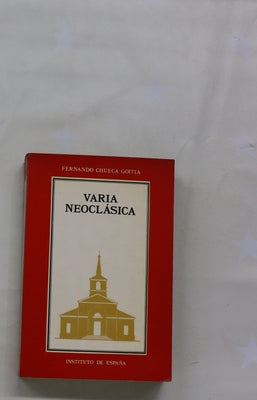 FERNANDO CHUECA GOITIA
VARIA
NEOCLÁSICA
INSTITUTO DE ESPAÑA